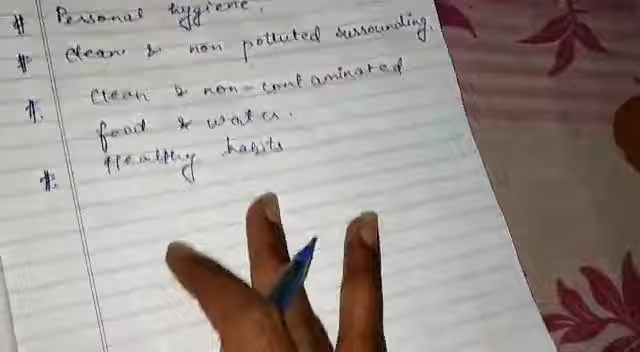 # Personal hygiene.
# Clean & non polluted surrounding.
#. Clean & non-contaminated
food & water.
#. Healthy habits